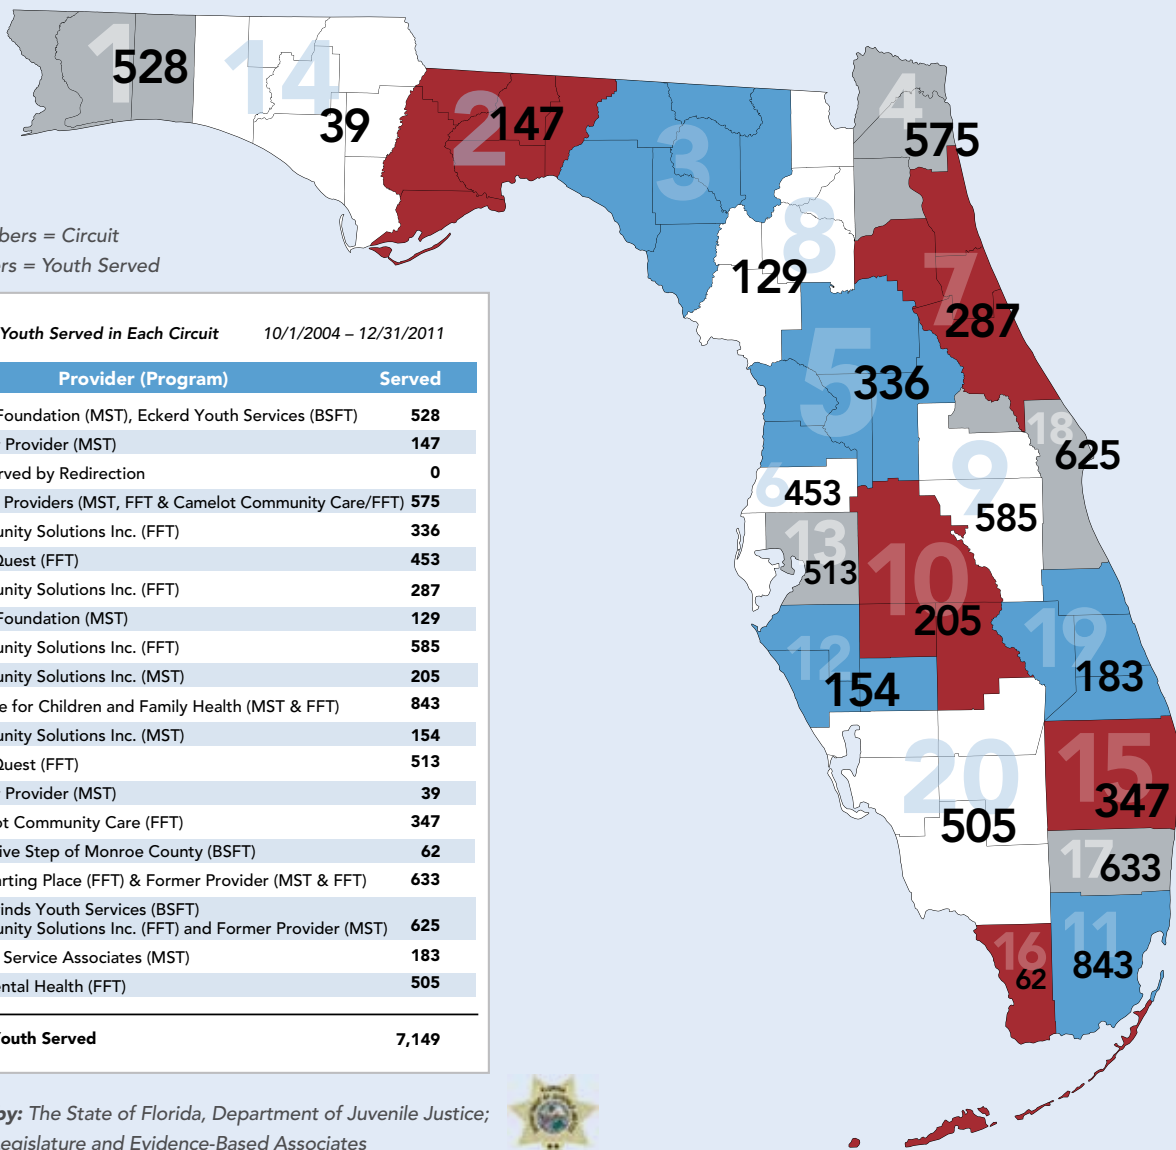 1
528
14
39
2
147
3
4
575
8
129
7
287
5
336
18
625
6
453
9
585
13
513
10
205
12
154
19
183
20
505
15
347
17
633
16
62
11
843
bers = Circuit
ers = Youth Served
Youth Served in Each Circuit 10/1/2004 – 12/31/2011
Provider (Program) Served
Foundation (MST), Eckerd Youth Services (BSFT) 528
Provider (MST) 147
rved by Redirection 0
Providers (MST, FFT & Camelot Community Care/FFT) 575
unity Solutions Inc. (FFT) 336
Quest (FFT) 453
unity Solutions Inc. (FFT) 287
Foundation (MST) 129
unity Solutions Inc. (FFT) 585
unity Solutions Inc. (MST) 205
e for Children and Family Health (MST & FFT) 843
unity Solutions Inc. (MST) 154
Quest (FFT) 513
Provider (MST) 39
ot Community Care (FFT) 347
ive Step of Monroe County (BSFT) 62
arting Place (FFT) & Former Provider (MST & FFT) 633
inds Youth Services (BSFT)
unity Solutions Inc. (FFT) and Former Provider (MST) 625
Service Associates (MST) 183
ental Health (FFT) 505
Youth Served 7,149
by: The State of Florida, Department of Juvenile Justice;
egislature and Evidence-Based Associates